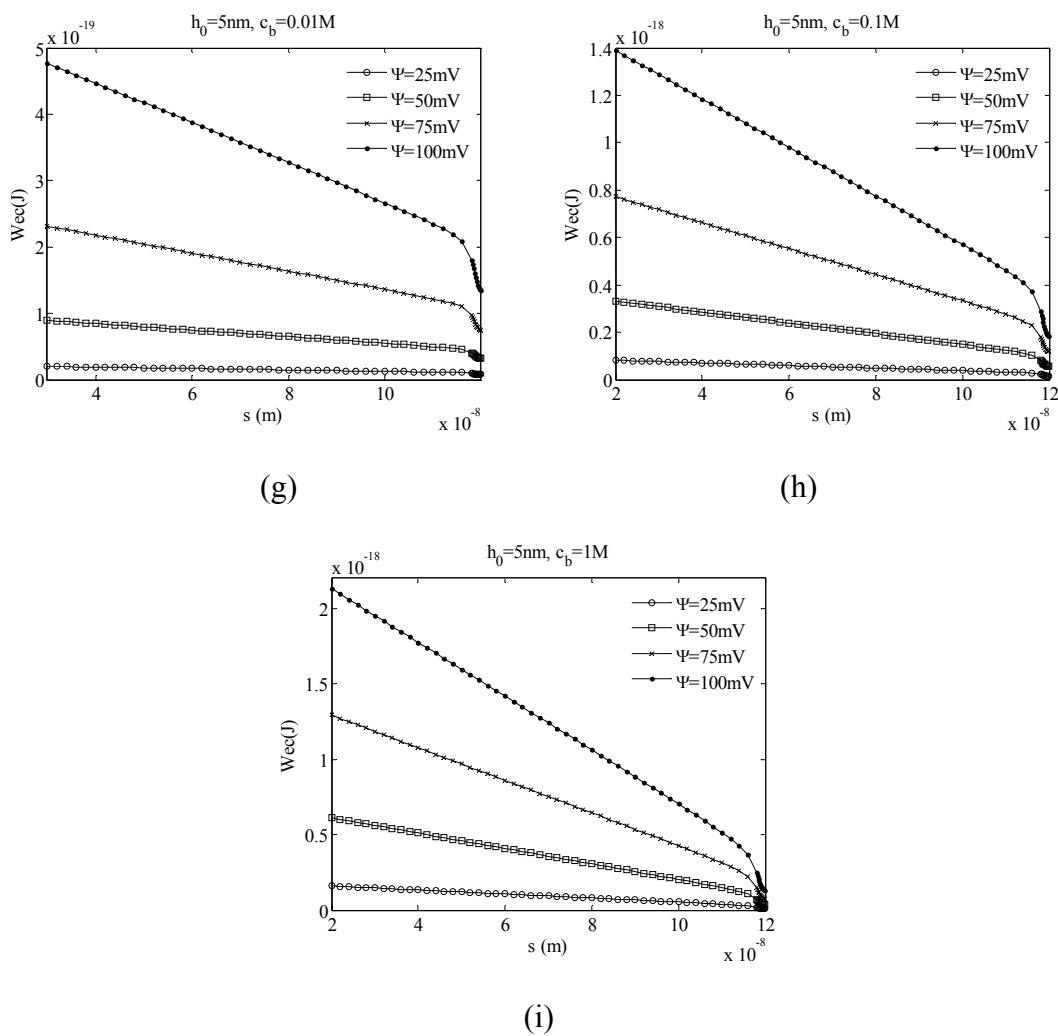 h₀=5nm, c_b=0.01M
x 10⁻¹⁹
5
4
3
2
1
0
Wec(J)
Ψ=25mV
Ψ=50mV
Ψ=75mV
Ψ=100mV
4 6 8 10
s (m)
x 10⁻⁸
(g)
h₀=5nm, c_b=0.1M
x 10⁻¹⁸
1.4
1.2
0.8
0.6
0.4
0.2
0
Wec(J)
Ψ=25mV
Ψ=50mV
Ψ=75mV
Ψ=100mV
2 4 6 8 10 12
s (m)
x 10⁻⁸
(h)
h₀=5nm, c_b=1M
x 10⁻¹⁸
2
1.5
1
0.5
0
Wec(J)
Ψ=25mV
Ψ=50mV
Ψ=75mV
Ψ=100mV
2 4 6 8 10 12
s (m)
x 10⁻⁸
(i)